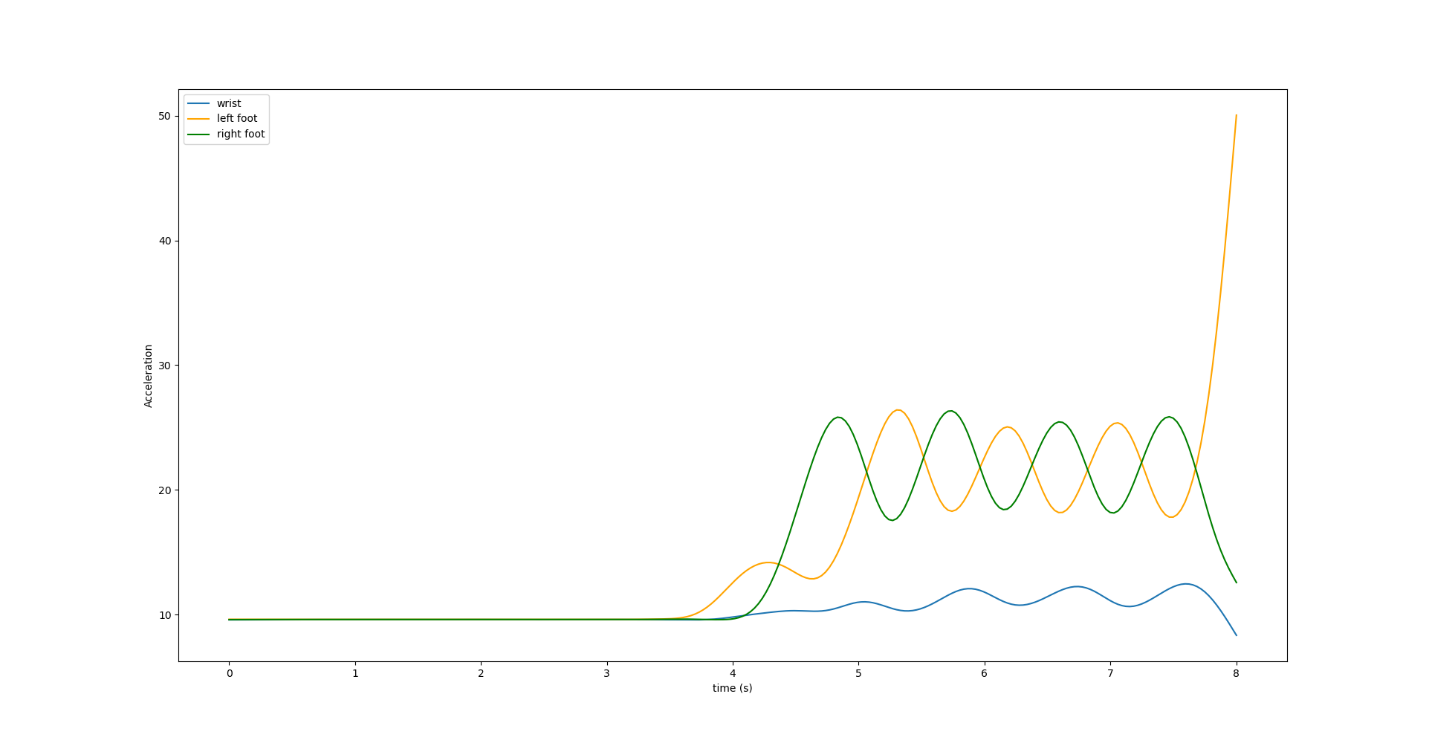 wrist
left foot
right foot
50
40
30
20
10
Acceleration
0 1 2 3 4 5 6 7 8
time (s)